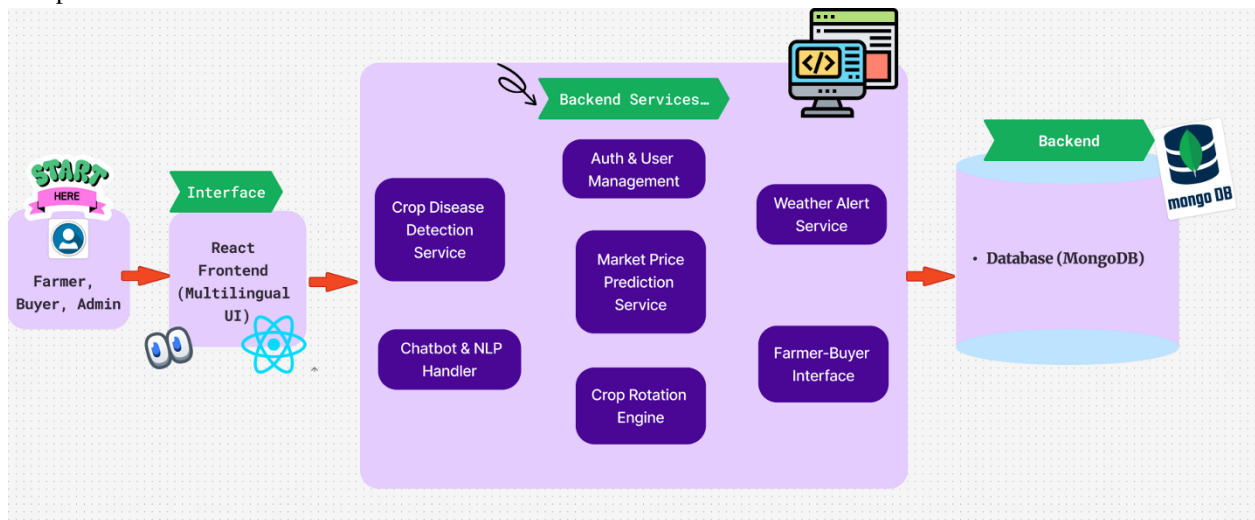 START
HERE
Farmer,
Buyer, Admin
Interface
React
Frontend
(Multilingual
UI)
Backend Services…
Auth & User
Management
Crop Disease
Detection
Service
Weather Alert
Service
Market Price
Prediction
Service
Chatbot & NLP
Handler
Farmer-Buyer
Interface
Crop Rotation
Engine
</>
Backend
mongo DB
• Database (MongoDB)